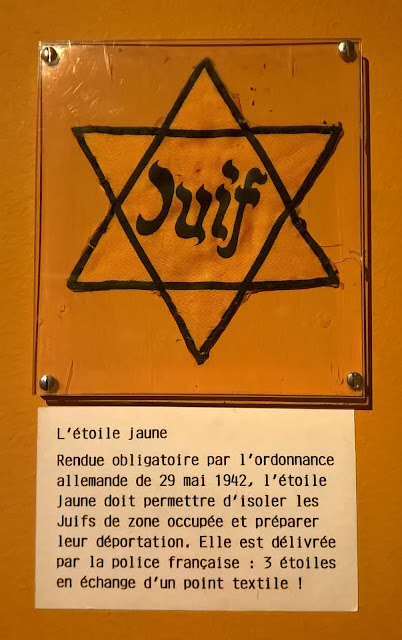 Juif
L'étoile jaune
Rendue obligatoire par l'ordonnance
allemande de 29 mai 1942, l'étoile
jaune doit permettre d'isoler les
Juifs de zone occupée et préparer
leur déportation. Elle est délivrée
par la police française : 3 étoiles
en échange d'un point textile !